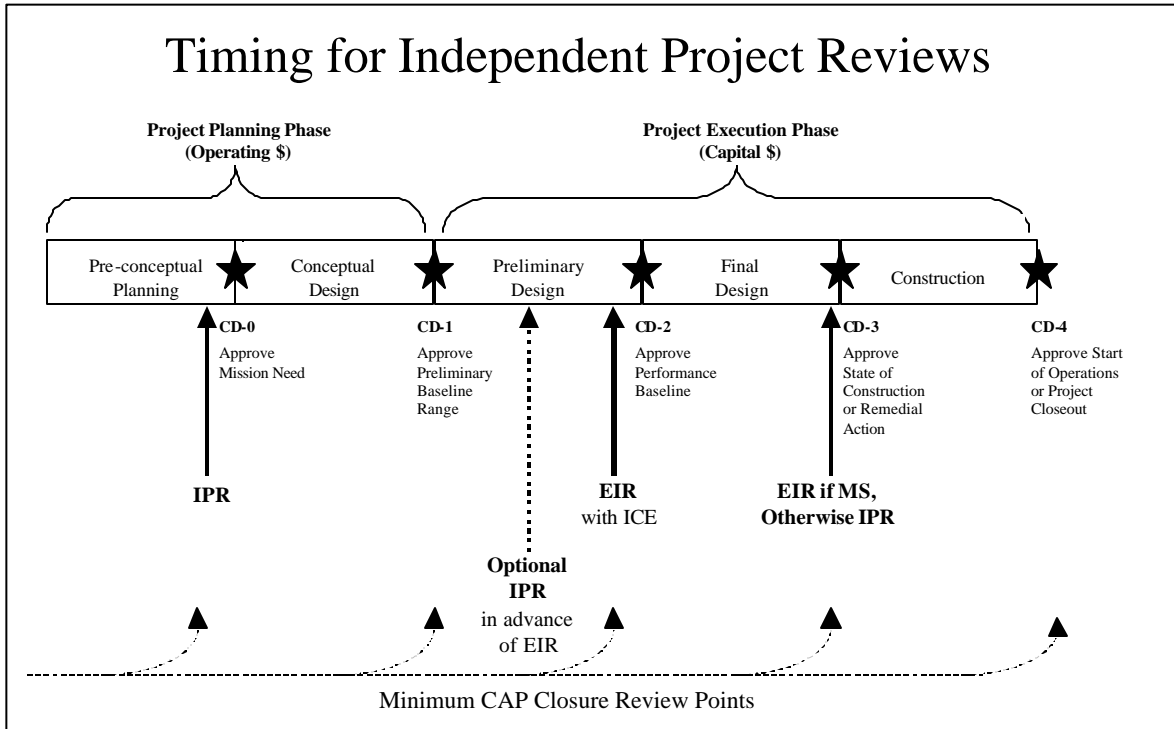 Timing for Independent Project Reviews
Project Planning Phase
(Operating $)
Project Execution Phase
(Capital $)
Pre-conceptual
Planning
Conceptual
Design
Preliminary
Design
Final
Design
Construction
CD-0
Approve
Mission Need
CD-1
Approve
Preliminary
Baseline
Range
CD-2
Approve
Performance
Baseline
CD-3
Approve
State of
Construction
or Remedial
Action
CD-4
Approve Start
of Operations
or Project
Closeout
IPR
Optional
IPR
in advance
of EIR
EIR
with ICE
EIR if MS,
Otherwise IPR
Minimum CAP Closure Review Points